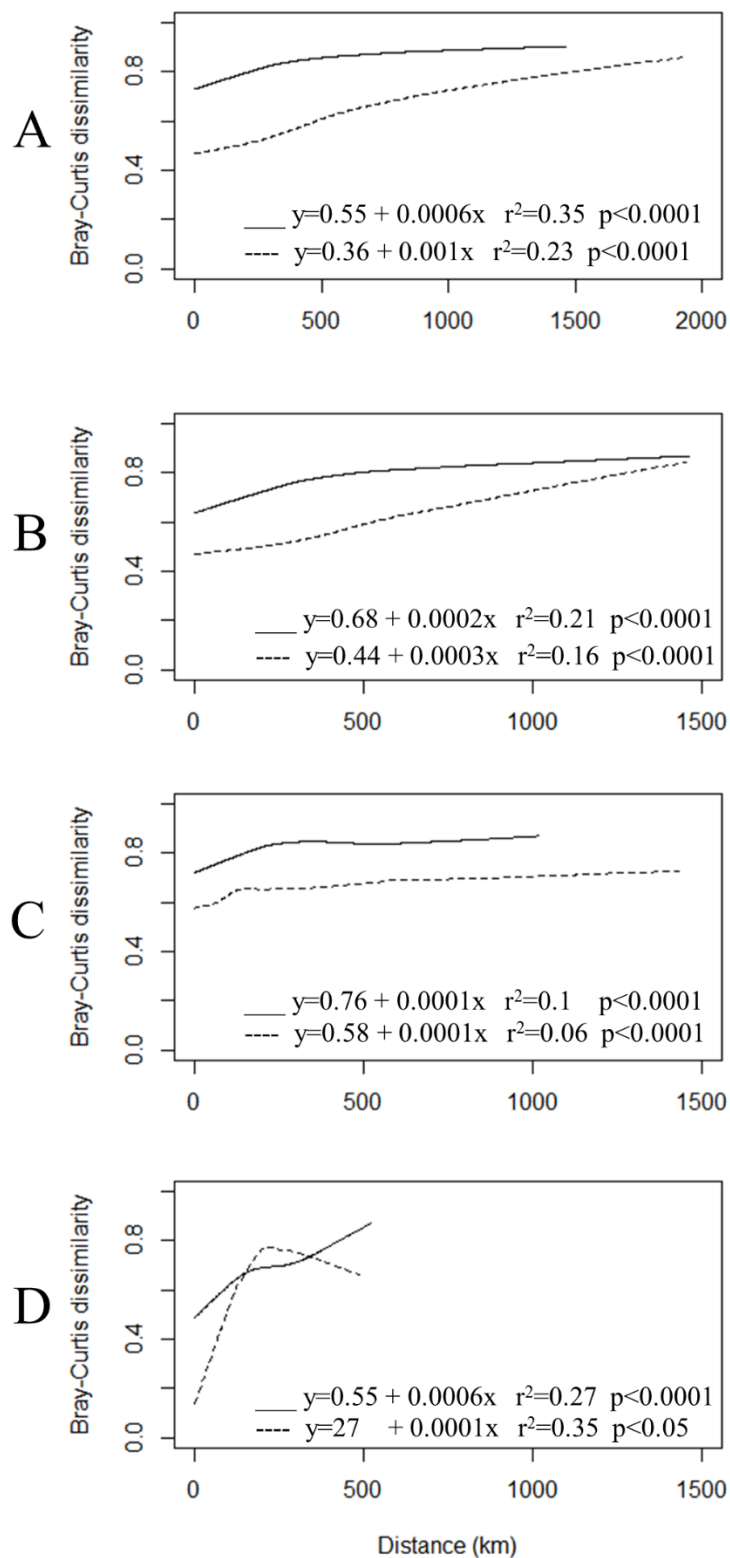 A
Bray-Curtis dissimilarity
0.0 0.4 0.8
y=0.55 + 0.0006x r²=0.35 p<0.0001
y=0.36 + 0.001x r²=0.23 p<0.0001
0 500 1000 1500 2000
B
Bray-Curtis dissimilarity
0.0 0.4 0.8
y=0.68 + 0.0002x r²=0.21 p<0.0001
y=0.44 + 0.0003x r²=0.16 p<0.0001
0 500 1000 1500
C
Bray-Curtis dissimilarity
0.0 0.4 0.8
y=0.76 + 0.0001x r²=0.1 p<0.0001
y=0.58 + 0.0001x r²=0.06 p<0.0001
0 500 1000 1500
D
Bray-Curtis dissimilarity
0.0 0.4 0.8
y=0.55 + 0.0006x r²=0.27 p<0.0001
y=27 + 0.0001x r²=0.35 p<0.05
0 500 1000 1500
Distance (km)